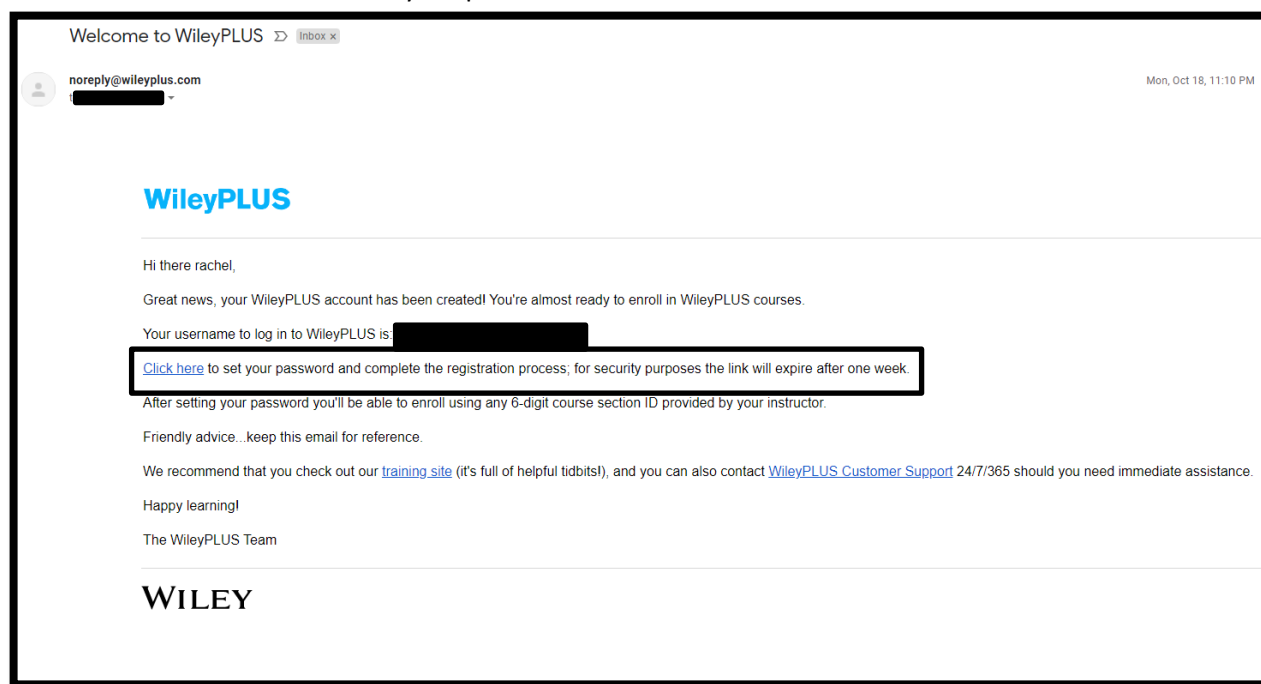 Welcome to WileyPLUS Inbox x
noreply@wileyplus.com Mon, Oct 18, 11:10 PM
t
WileyPLUS
Hi there rachel,
Great news, your WileyPLUS account has been created! You're almost ready to enroll in WileyPLUS courses.
Your username to log in to WileyPLUS is:
Click here to set your password and complete the registration process; for security purposes the link will expire after one week.
After setting your password you'll be able to enroll using any 6-digit course section ID provided by your instructor.
Friendly advice...keep this email for reference.
We recommend that you check out our training site (it's full of helpful tidbits!), and you can also contact WileyPLUS Customer Support 24/7/365 should you need immediate assistance.
Happy learning!
The WileyPLUS Team
WILEY